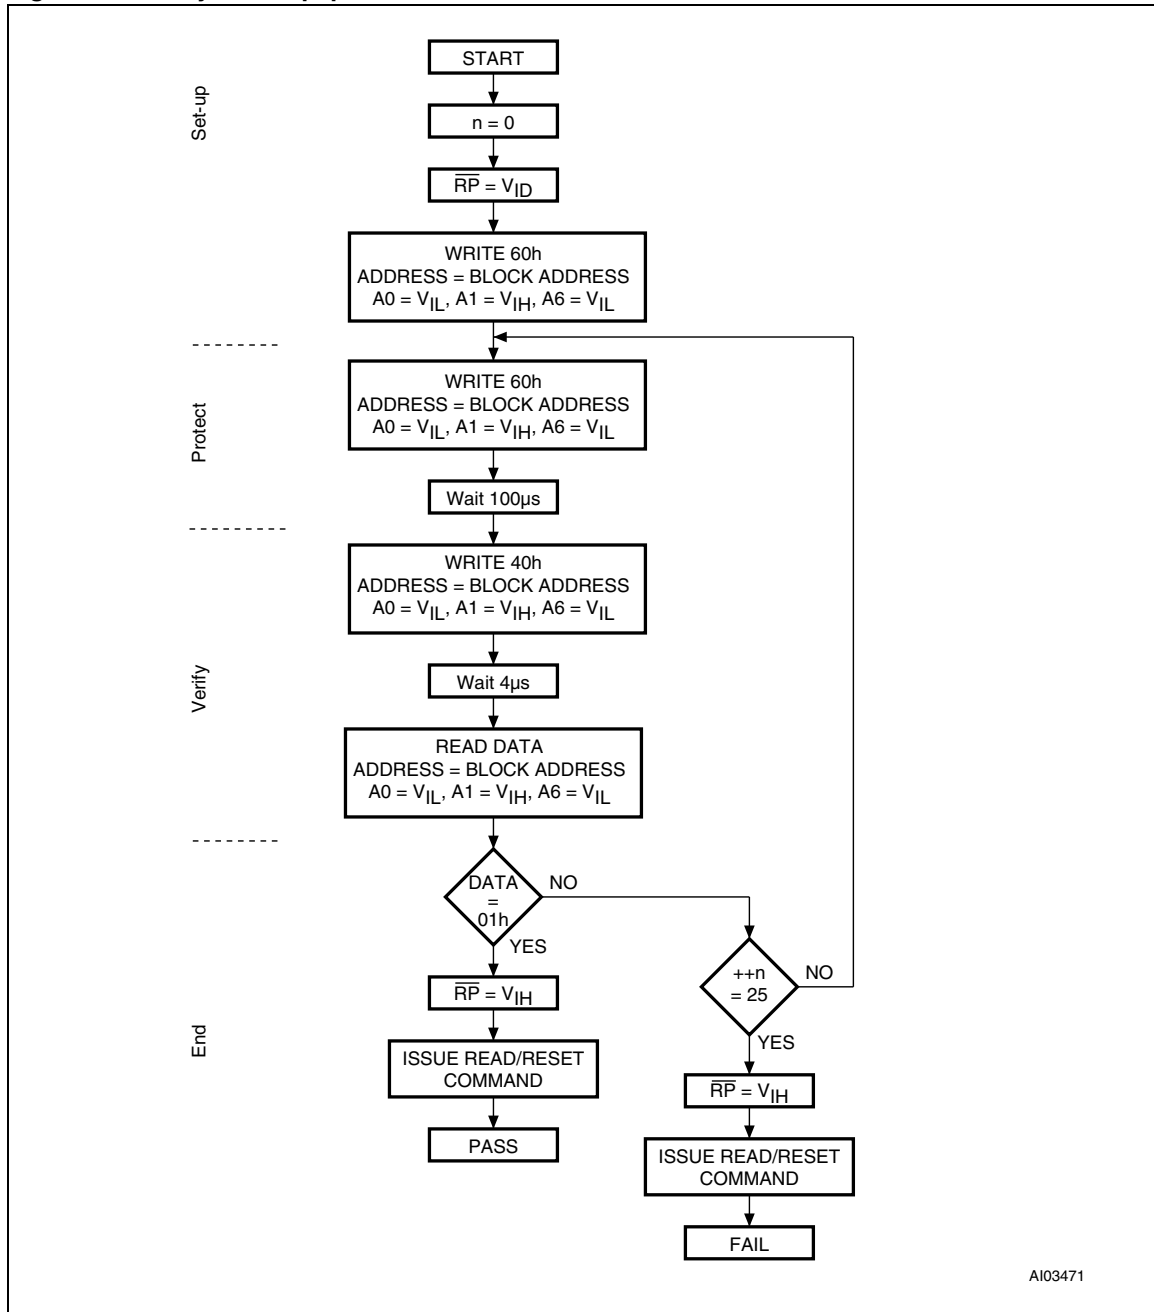 START
Set-up
n = 0
RP = VID
WRITE 60h
ADDRESS = BLOCK ADDRESS
A0 = VIL, A1 = VIH, A6 = VIL
Protect
WRITE 60h
ADDRESS = BLOCK ADDRESS
A0 = VIL, A1 = VIH, A6 = VIL
Wait 100µs
Verify
WRITE 40h
ADDRESS = BLOCK ADDRESS
A0 = VIL, A1 = VIH, A6 = VIL
Wait 4µs
READ DATA
ADDRESS = BLOCK ADDRESS
A0 = VIL, A1 = VIH, A6 = VIL
End
DATA
=
01h
NO
YES
RP = VIH
ISSUE READ/RESET
COMMAND
PASS
++n
= 25
NO
YES
RP = VIH
ISSUE READ/RESET
COMMAND
FAIL
AI03471